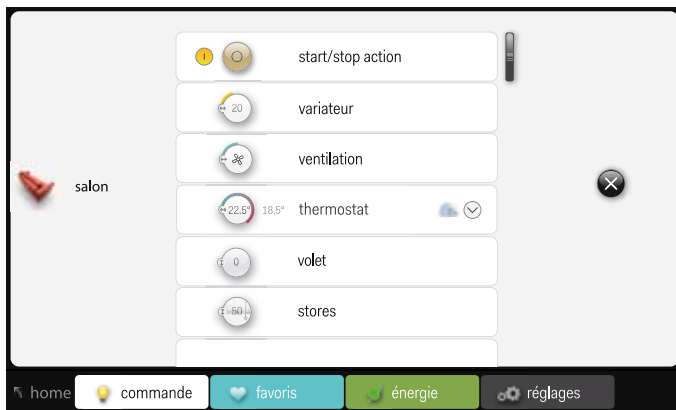 start/stop action
20 variateur
ventilation
salon
22.5° 18,5° thermostat
0 volet
50 stores
home commande favoris énergie réglages